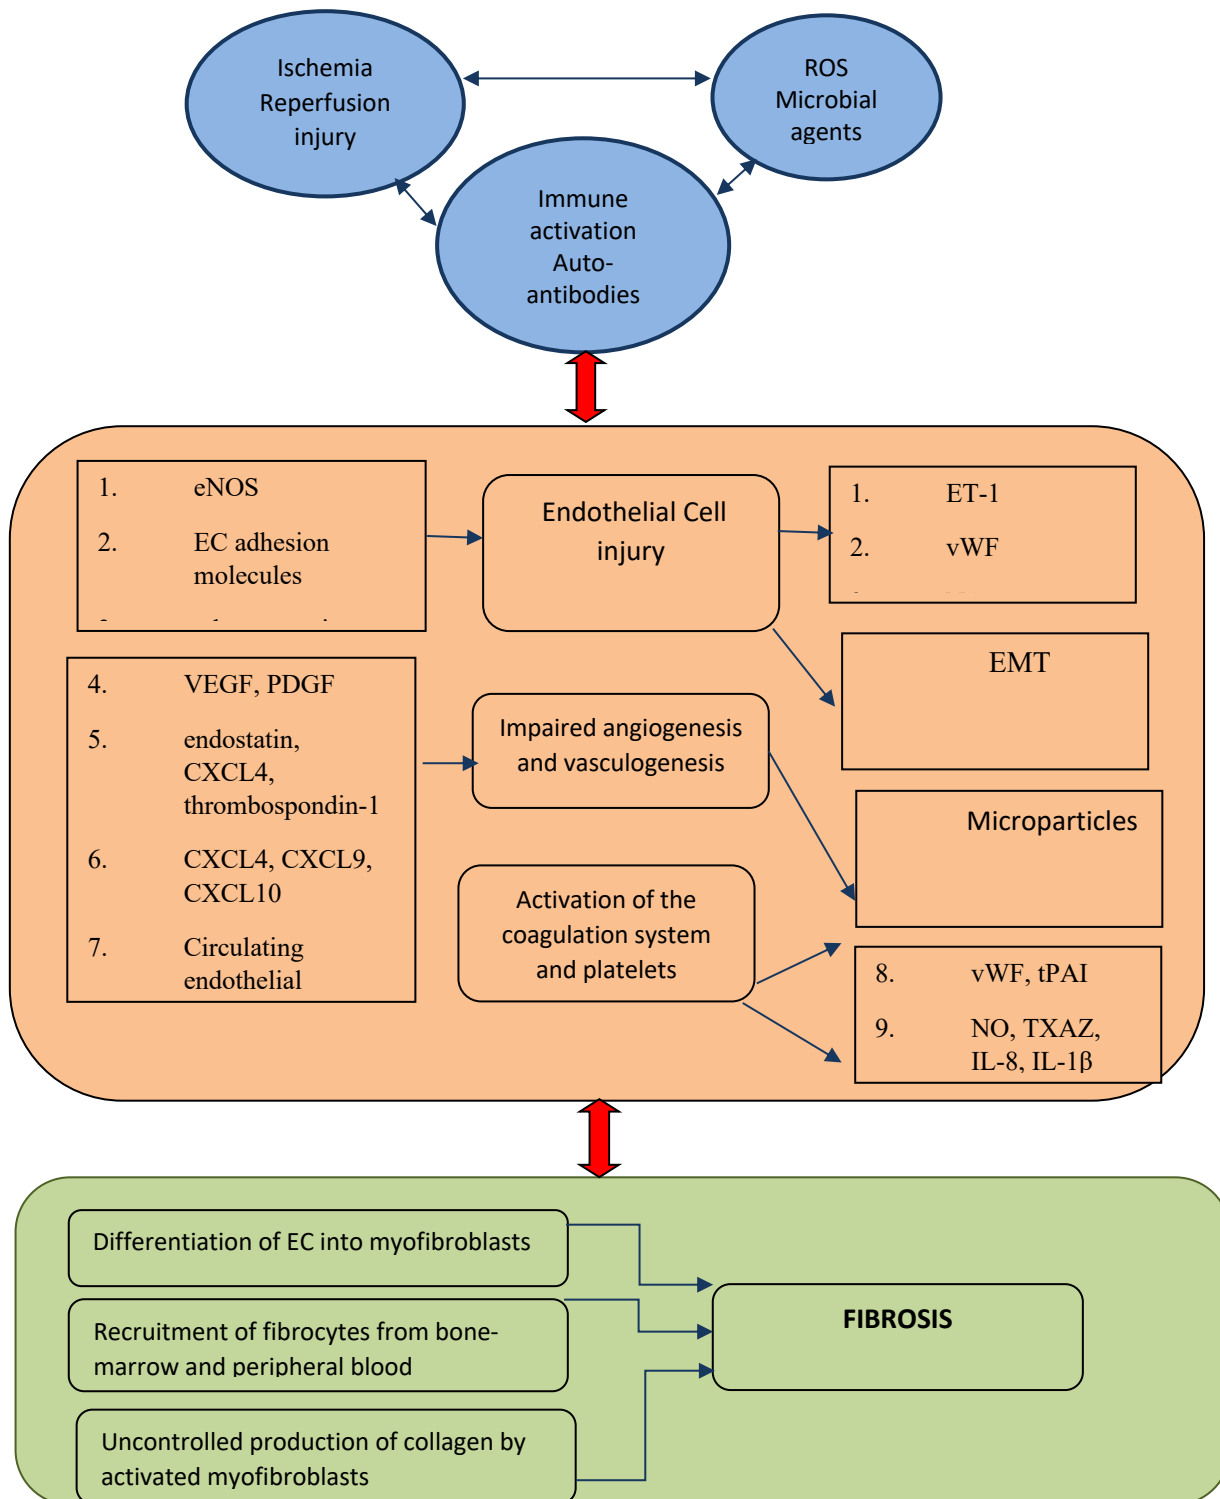 Ischemia
Reperfusion
injury
ROS
Microbial
agents
Immune
activation
Auto-
antibodies
1. eNOS
2. EC adhesion
molecules
Endothelial Cell
injury
1. ET-1
2. vWF
EMT
4. VEGF, PDGF
5. endostatin,
CXCL4,
thrombospondin-1
6. CXCL4, CXCL9,
CXCL10
7. Circulating
endothelial
Impaired angiogenesis
and vasculogenesis
Microparticles
Activation of the
coagulation system
and platelets
8. vWF, tPAI
9. NO, TXAZ,
IL-8, IL-1β
Differentiation of EC into myofibroblasts
Recruitment of fibrocytes from bone-
marrow and peripheral blood
Uncontrolled production of collagen by
activated myofibroblasts
FIBROSIS